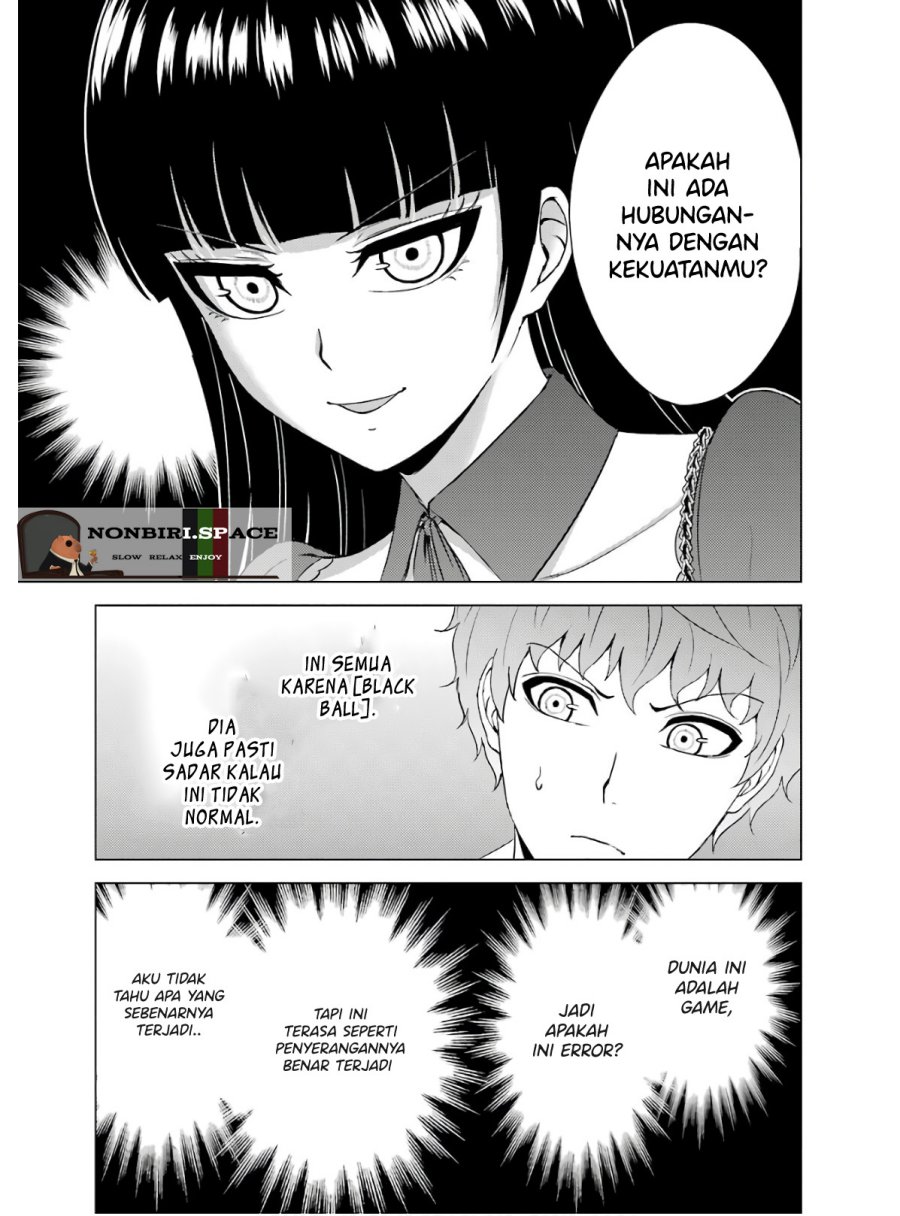 APAKAH
INI ADA
HUBUNGAN-
NYA DENGAN
KEKUATANMU?
NONBIRI.SPACE
SLOW RELAX ENJOY
INI SEMUA
KARENA [BLACK
BALL].
DIA
JUGA PASTI
SADAR KALAU
INI TIDAK
NORMAL.
DUNIA INI
ADALAH
GAME,
JADI
APAKAH
INI ERROR?
TAPI INI
TERASA SEPERTI
PENYERANGANNYA
BENAR TERJADI
AKU TIDAK
TAHU APA YANG
SEBENARNYA
TERJADI..